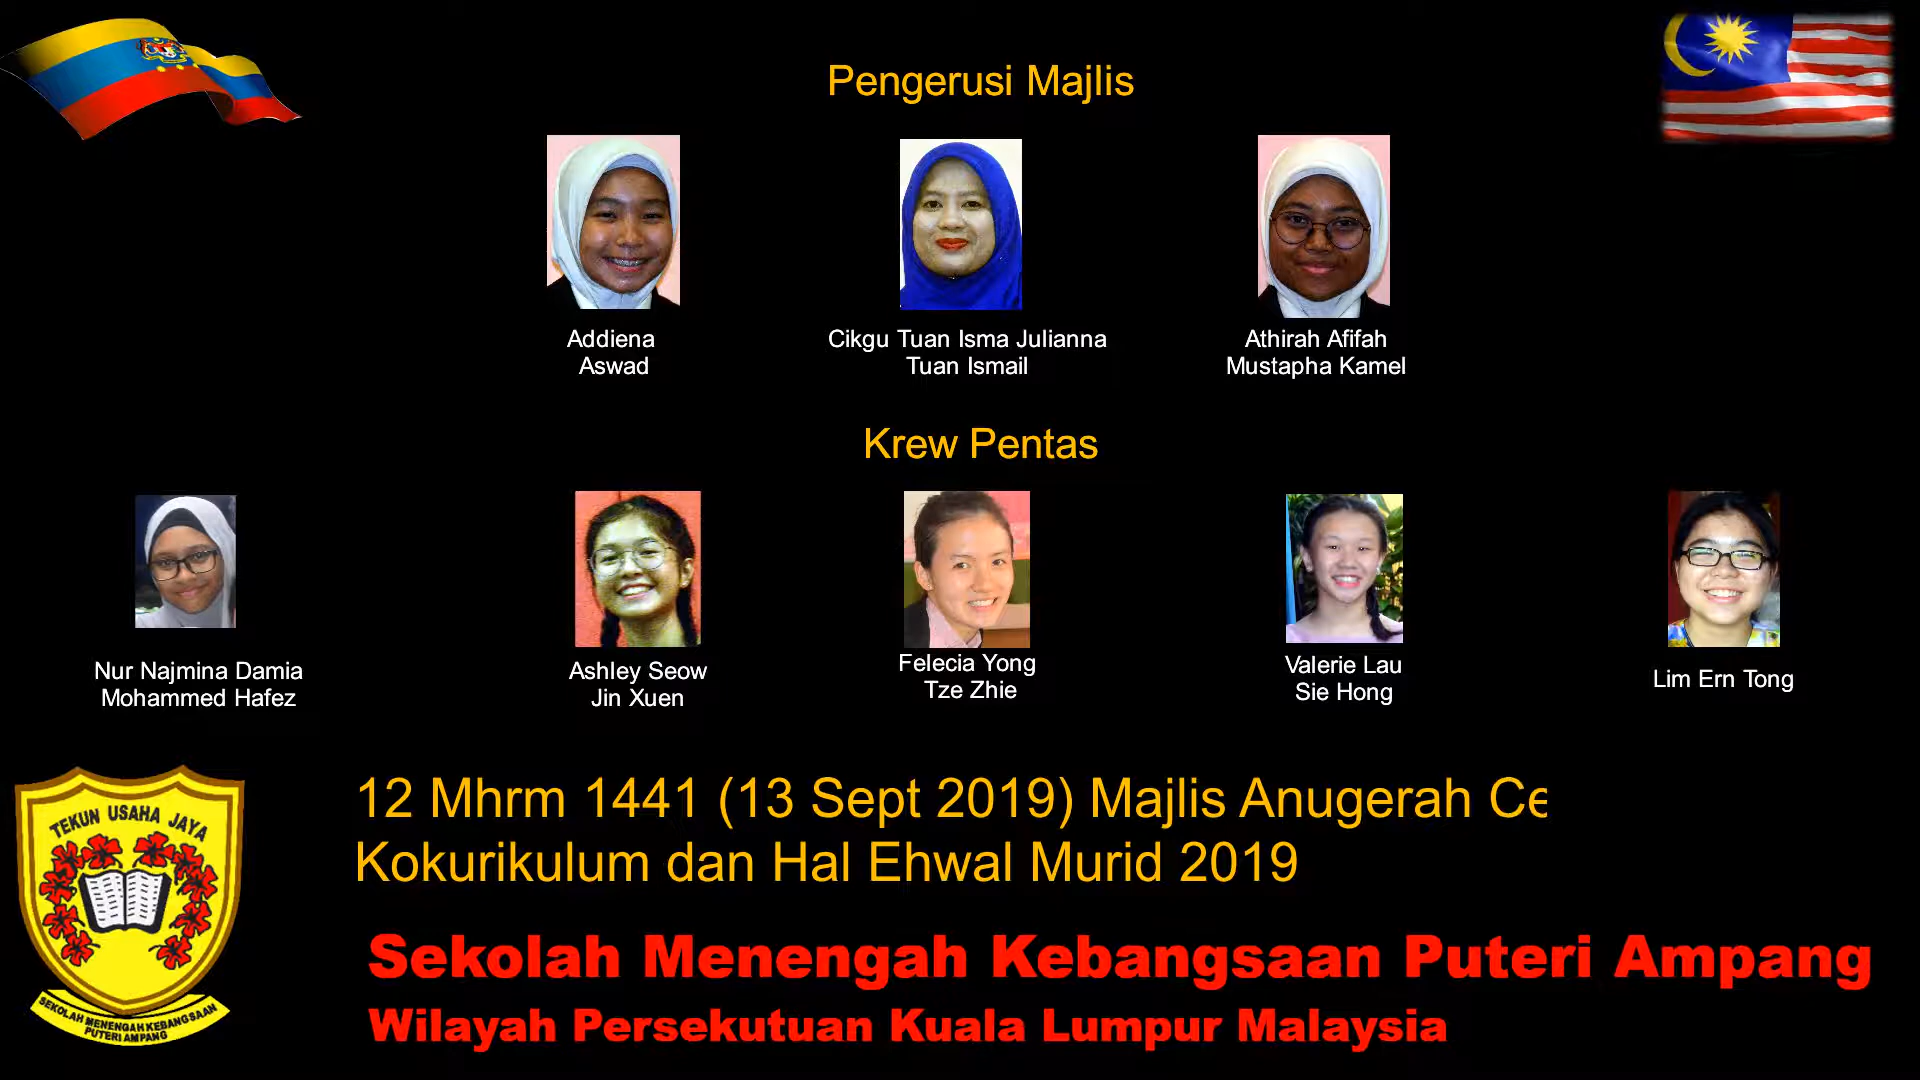 Pengerusi Majlis
Addiena
Aswad
Cikgu Tuan Isma Julianna
Tuan Ismail
Athirah Afifah
Mustapha Kamel
Krew Pentas
Nur Najmina Damia
Mohammed Hafez
Ashley Seow
Jin Xuen
Felecia Yong
Tze Zhie
Valerie Lau
Sie Hong
Lim Ern Tong
TEKUN USAHA JAYA
SEKOLAH MENENGAH KEBANGSAAN
PUTERI AMPANG
12 Mhrm 1441 (13 Sept 2019) Majlis Anugerah
Kokurikulum dan Hal Ehwal Murid 2019
Sekolah Menengah Kebangsaan Puteri Ampang
Wilayah Persekutuan Kuala Lumpur Malaysia